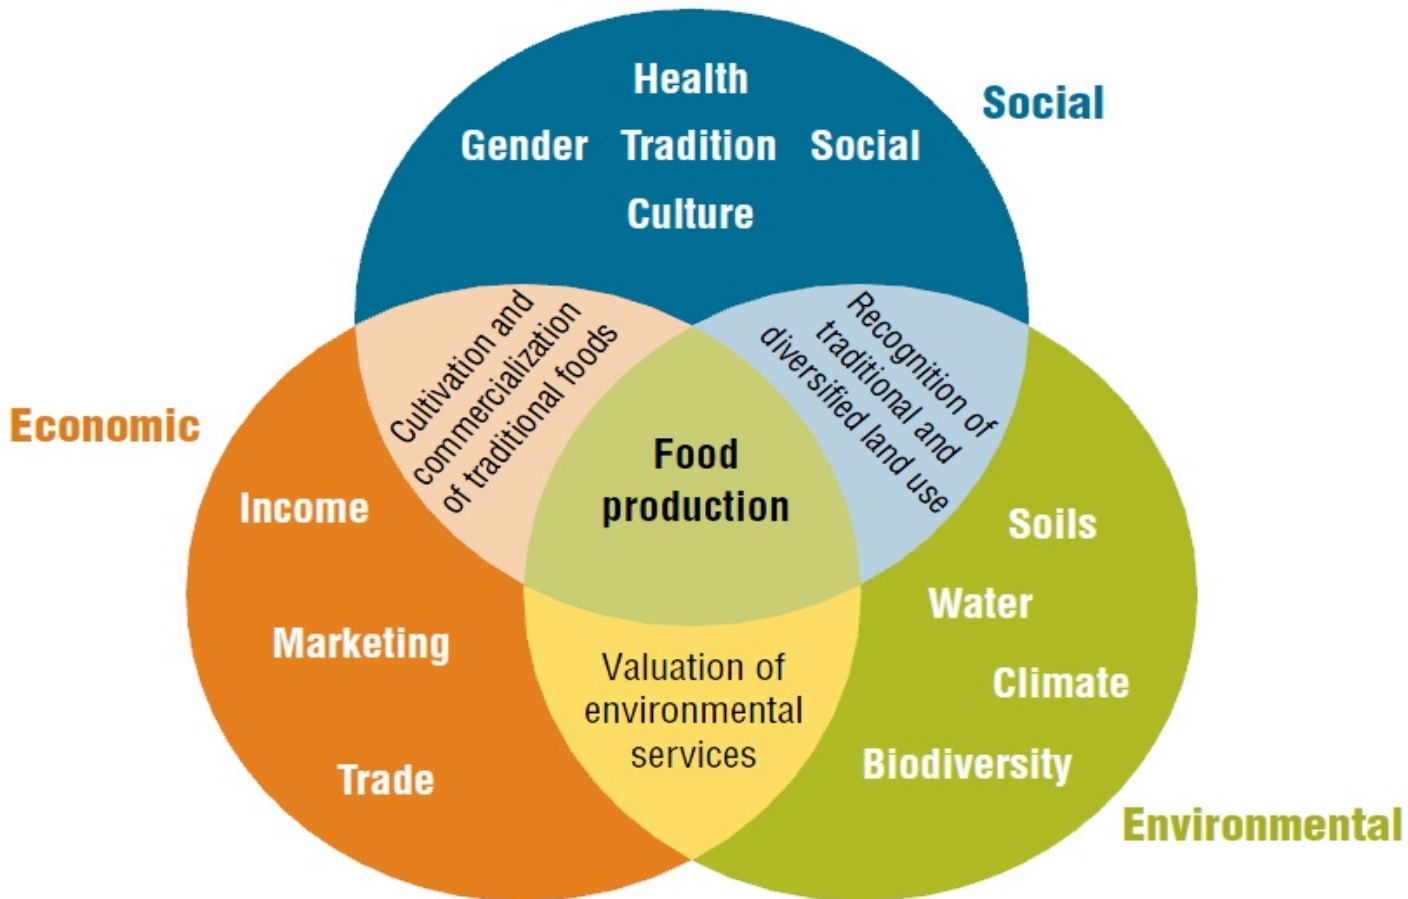 Health
Social
Gender Tradition Social
Culture
Cultivation and
commercialization
of traditional foods
Recognition of
traditional and
diversified land use
Economic
Food
production
Income
Soils
Water
Marketing
Valuation of
environmental
services
Climate
Trade
Biodiversity
Environmental